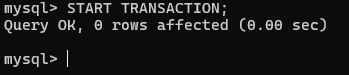 mysql> START TRANSACTION;
Query OK, 0 rows affected (0.00 sec)
mysql>